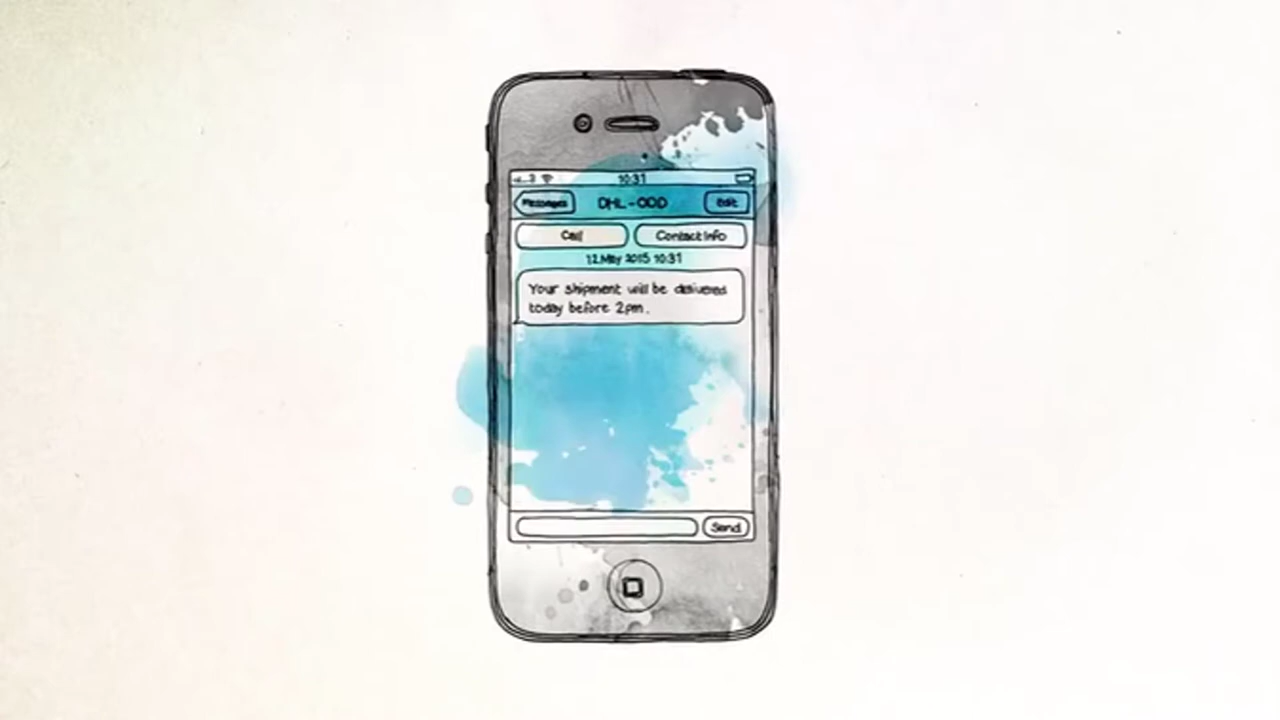 10:31
Messages
DHL-ODD
Edit
Call
Contact Info
12.May 2015 10:31
Your shipment will be delivered
today before 2pm.
Send